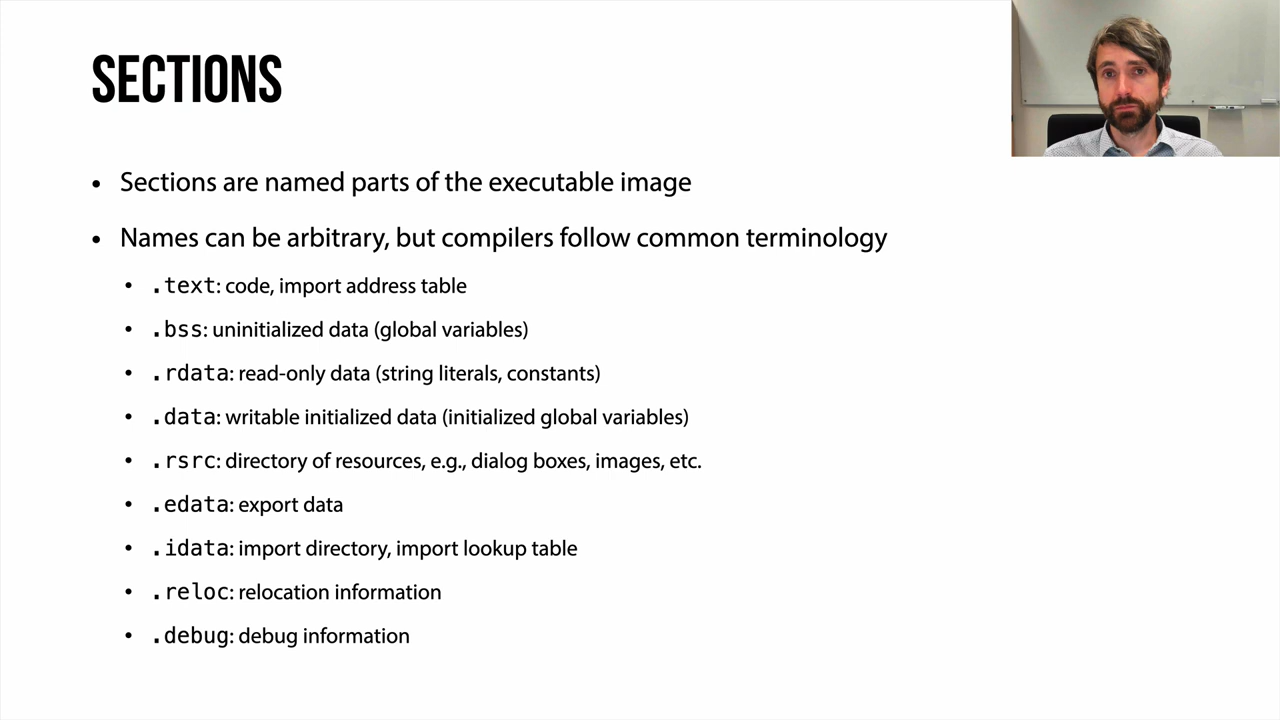 SECTIONS
• Sections are named parts of the executable image
• Names can be arbitrary, but compilers follow common terminology
• .text: code, import address table
• .bss: uninitialized data (global variables)
• .rdata: read-only data (string literals, constants)
• .data: writable initialized data (initialized global variables)
• .rsrc: directory of resources, e.g., dialog boxes, images, etc.
• .edata: export data
• .idata: import directory, import lookup table
• .reloc: relocation information
• .debug: debug information